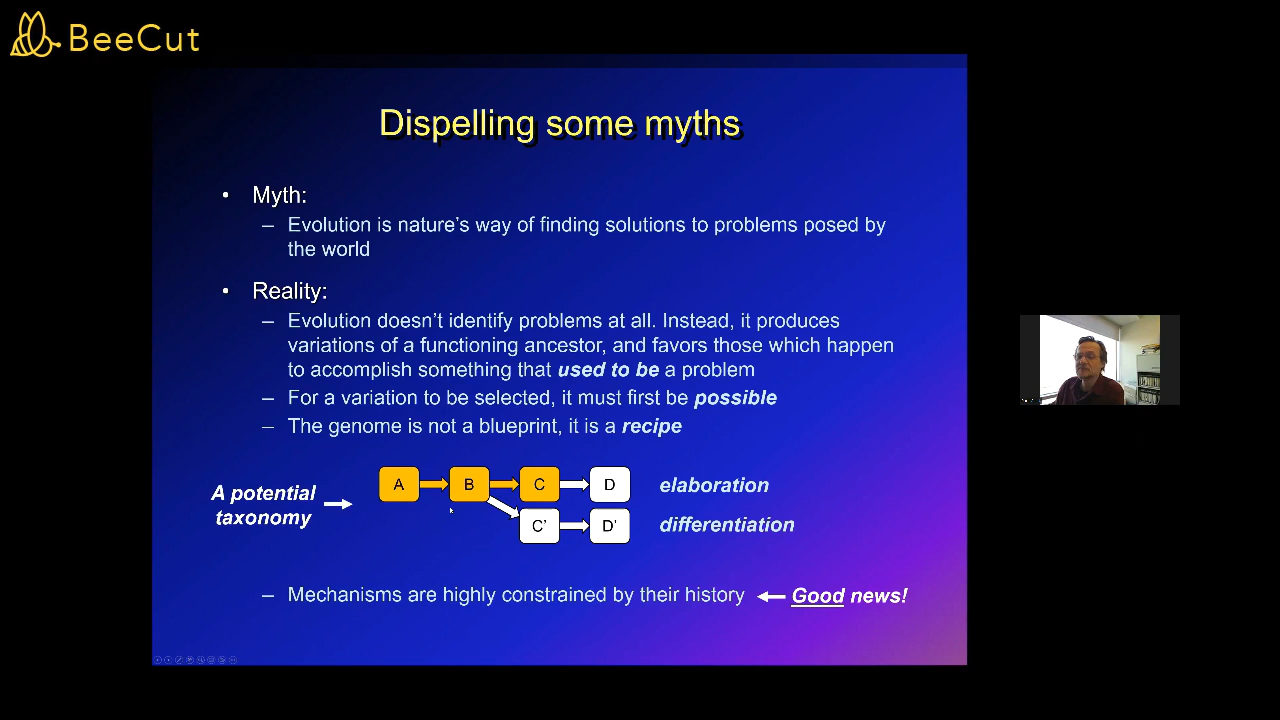 BeeCut
Dispelling some myths
• Myth:
– Evolution is nature's way of finding solutions to problems posed by
the world
• Reality:
– Evolution doesn't identify problems at all. Instead, it produces
variations of a functioning ancestor, and favors those which happen
to accomplish something that used to be a problem
– For a variation to be selected, it must first be possible
– The genome is not a blueprint, it is a recipe
A potential
taxonomy
A B C D elaboration
C' D' differentiation
– Mechanisms are highly constrained by their history
Good news!